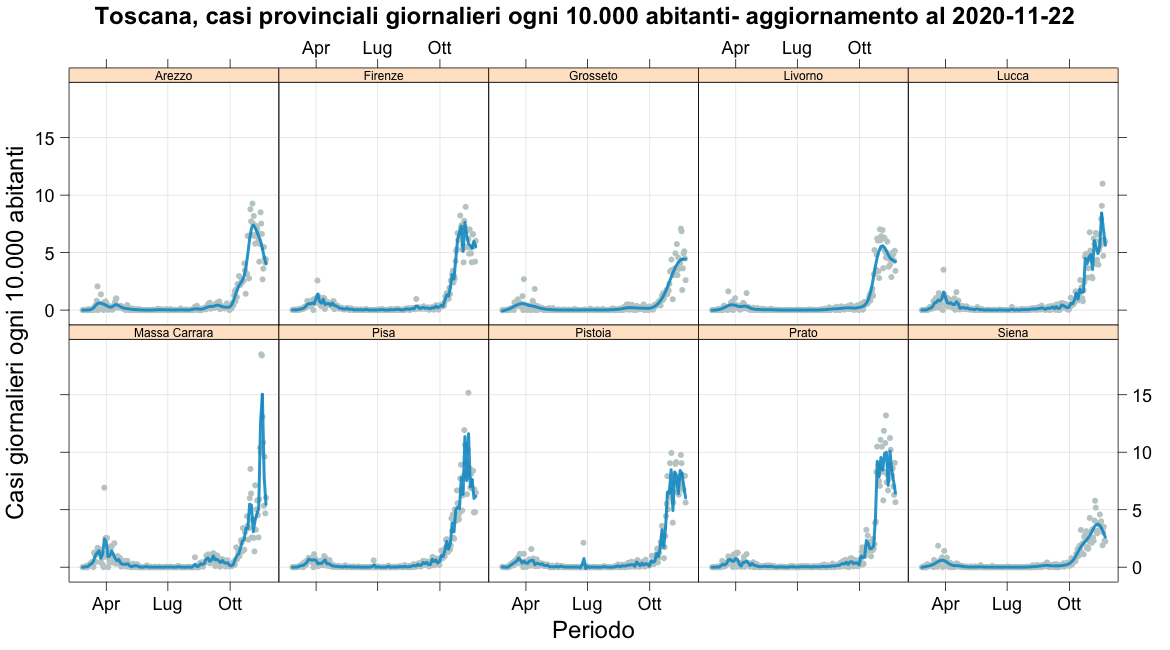 Toscana, casi provinciali giornalieri ogni 10.000 abitanti- aggiornamento al 2020-11-22
Apr Lug Ott Apr Lug Ott
Arezzo Firenze Grosseto Livorno Lucca
15
10
5
0
Casi giornalieri ogni 10.000 abitanti
Massa Carrara Pisa Pistoia Prato Siena
15
10
5
0
Apr Lug Ott Apr Lug Ott Apr Lug Ott
Periodo